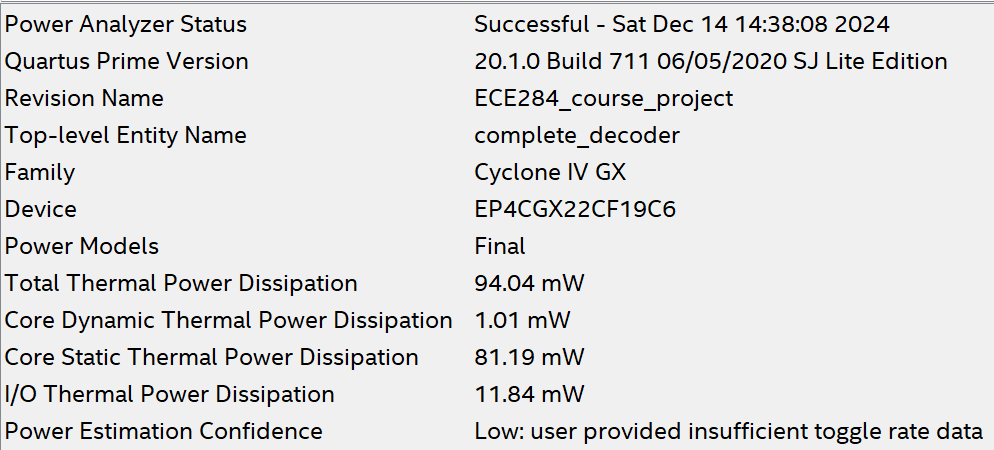 Power Analyzer Status Successful - Sat Dec 14 14:38:08 2024
Quartus Prime Version 20.1.0 Build 711 06/05/2020 SJ Lite Edition
Revision Name ECE284_course_project
Top-level Entity Name complete_decoder
Family Cyclone IV GX
Device EP4CGX22CF19C6
Power Models Final
Total Thermal Power Dissipation 94.04 mW
Core Dynamic Thermal Power Dissipation 1.01 mW
Core Static Thermal Power Dissipation 81.19 mW
I/O Thermal Power Dissipation 11.84 mW
Power Estimation Confidence Low: user provided insufficient toggle rate data